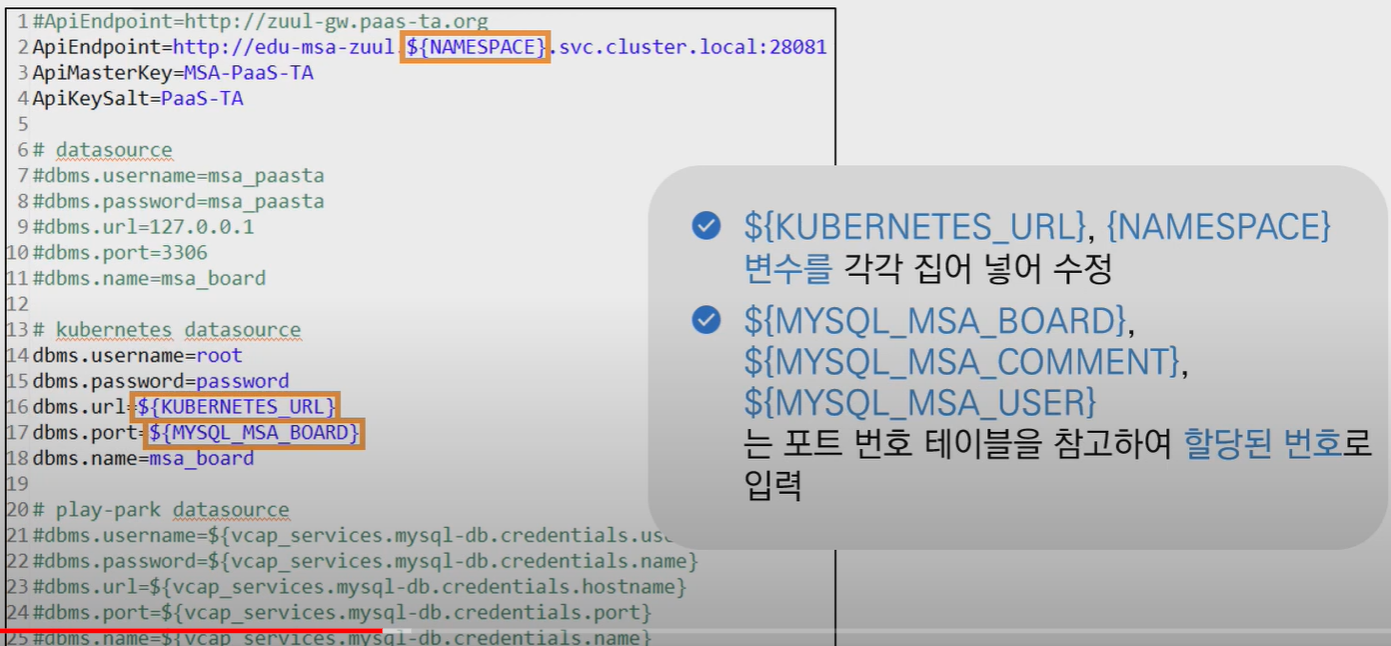 1 #ApiEndpoint=http://zuul-gw.paas-ta.org
2 ApiEndpoint=http://edu-msa-zuul.${NAMESPACE}.svc.cluster.local:28081
3 ApiMasterKey=MSA-PaaS-TA
4 ApiKeySalt=PaaS-TA
5
6 # datasource
7 #dbms.username=msa_paasta
8 #dbms.password=msa_paasta
9 #dbms.url=127.0.0.1
10 #dbms.port=3306
11 #dbms.name=msa_board
12
13 # kubernetes datasource
14 dbms.username=root
15 dbms.password=password
16 dbms.url=${KUBERNETES_URL}
17 dbms.port=${MYSQL_MSA_BOARD}
18 dbms.name=msa_board
19
20 # play-park datasource
21 #dbms.username=${vcap_services.mysql-db.credentials.use
22 #dbms.password=${vcap_services.mysql-db.credentials.name}
23 #dbms.url=${vcap_services.mysql-db.credentials.hostname}
24 #dbms.port=${vcap_services.mysql-db.credentials.port}
25 #dbms.name=${vcap_services.mysql-db.credentials.name}
${KUBERNETES_URL}, {NAMESPACE}
변수를 각각 집어 넣어 수정
${MYSQL_MSA_BOARD},
${MYSQL_MSA_COMMENT},
${MYSQL_MSA_USER}
는 포트 번호 테이블을 참고하여 할당된 번호로
입력